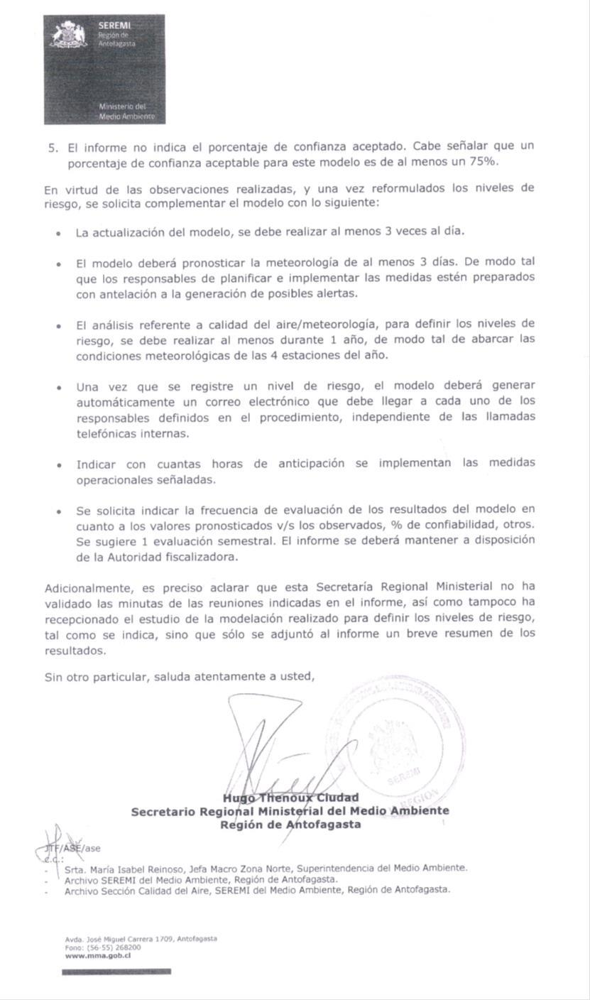 SEREMI
Región de
Antofagasta
Ministerio del
Medio Ambiente
5. El informe no indica el porcentaje de confianza aceptado. Cabe señalar que un
porcentaje de confianza aceptable para este modelo es de al menos un 75%.
En virtud de las observaciones realizadas, y una vez reformulados los niveles de
riesgo, se solicita complementar el modelo con lo siguiente:
• La actualización del modelo, se debe realizar al menos 3 veces al día.
• El modelo deberá pronosticar la meteorología de al menos 3 días. De modo tal
que los responsables de planificar e implementar las medidas estén preparados
con antelación a la generación de posibles alertas.
• El análisis referente a calidad del aire/meteorología, para definir los niveles de
riesgo, se debe realizar al menos durante 1 año, de modo tal de abarcar las
condiciones meteorológicas de las 4 estaciones del año.
• Una vez que se registre un nivel de riesgo, el modelo deberá generar
automáticamente un correo electrónico que debe llegar a cada uno de los
responsables definidos en el procedimiento, independiente de las llamadas
telefónicas internas.
• Indicar con cuantas horas de anticipación se implementan las medidas
operacionales señaladas.
• Se solicita indicar la frecuencia de evaluación de los resultados del modelo en
cuanto a los valores pronosticados v/s los observados, % de confiabilidad, otros.
Se sugiere 1 evaluación semestral. El informe se deberá mantener a disposición
de la Autoridad fiscalizadora.
Adicionalmente, es preciso aclarar que esta Secretaría Regional Ministerial no ha
validado las minutas de las reuniones indicadas en el informe, así como tampoco ha
recepcionado el estudio de la modelación realizado para definir los niveles de riesgo,
tal como se indica, sino que sólo se adjuntó al informe un breve resumen de los
resultados.
Sin otro particular, saluda atentamente a usted,
SEREMI
REGION
Hugo Thenoux Ciudad
Secretario Regional Ministerial del Medio Ambiente
Región de Antofagasta
JTF/ASE/ase
c.c.:
- Srta. María Isabel Reinoso, Jefa Macro Zona Norte, Superintendencia del Medio Ambiente.
- Archivo SEREMI del Medio Ambiente, Región de Antofagasta.
- Archivo Sección Calidad del Aire, SEREMI del Medio Ambiente, Región de Antofagasta.
Avda. José Miguel Carrera 1709, Antofagasta
Fono: (56-55) 268200
www.mma.gob.cl